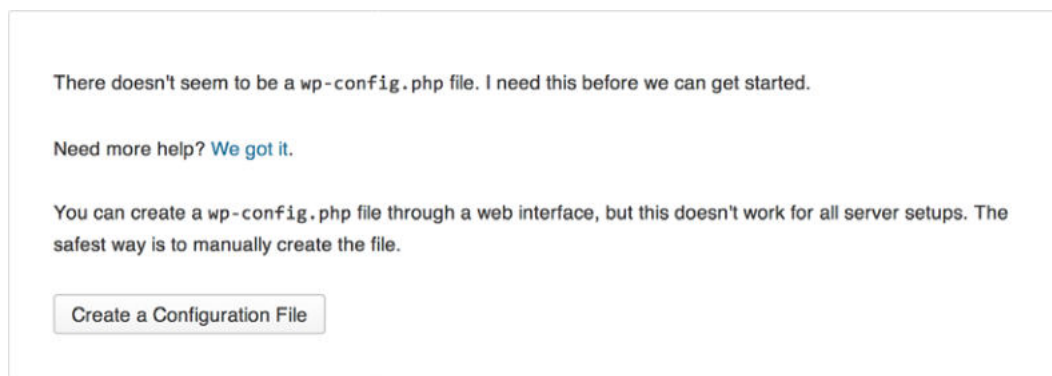 There doesn't seem to be a wp-config.php file. I need this before we can get started.
Need more help? We got it.
You can create a wp-config.php file through a web interface, but this doesn't work for all server setups. The
safest way is to manually create the file.
Create a Configuration File